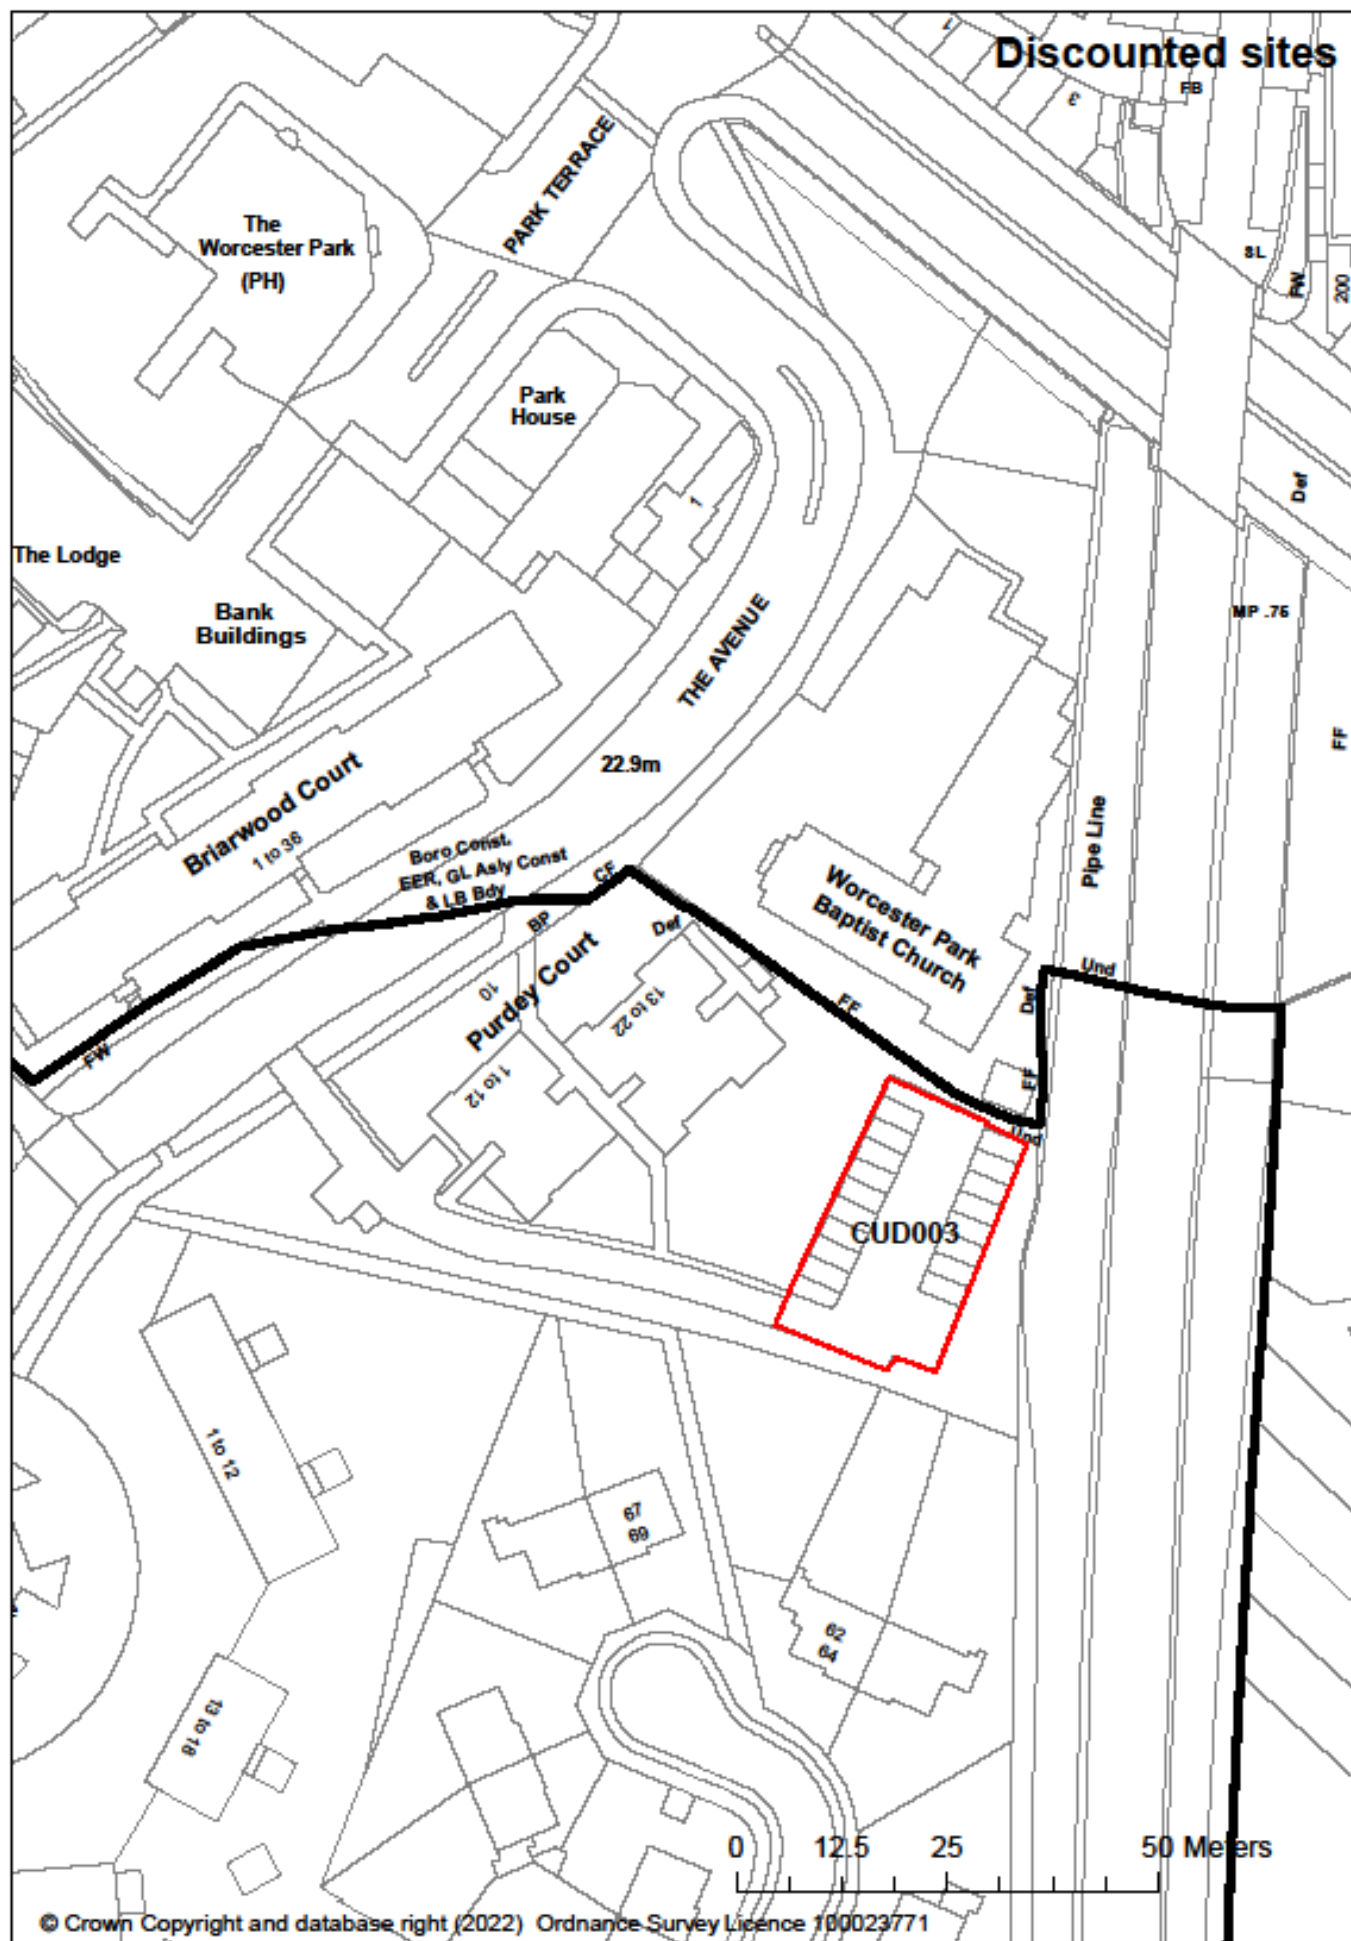 Discounted sites
1
3
FB
PARK TERRACE
The
Worcester Park
(PH)
SL
FW
200
Park
House
1
Def
The Lodge
Bank
Buildings
THE AVENUE
MP .75
FF
22.9m
Briarwood Court
1 to 36
Boro Const,
EER, GL Asly Const
& LB Bdy
CF
BP
Def
Pipe Line
Worcester Park
Baptist Church
Purdey Court
10
13 to 22
1 to 12
FF
Und
Def
FF
Und
FW
CUD003
1 to 12
67
69
62
64
13 to 18
0 12.5 25 50 Meters
© Crown Copyright and database right (2022) Ordnance Survey Licence 100023771